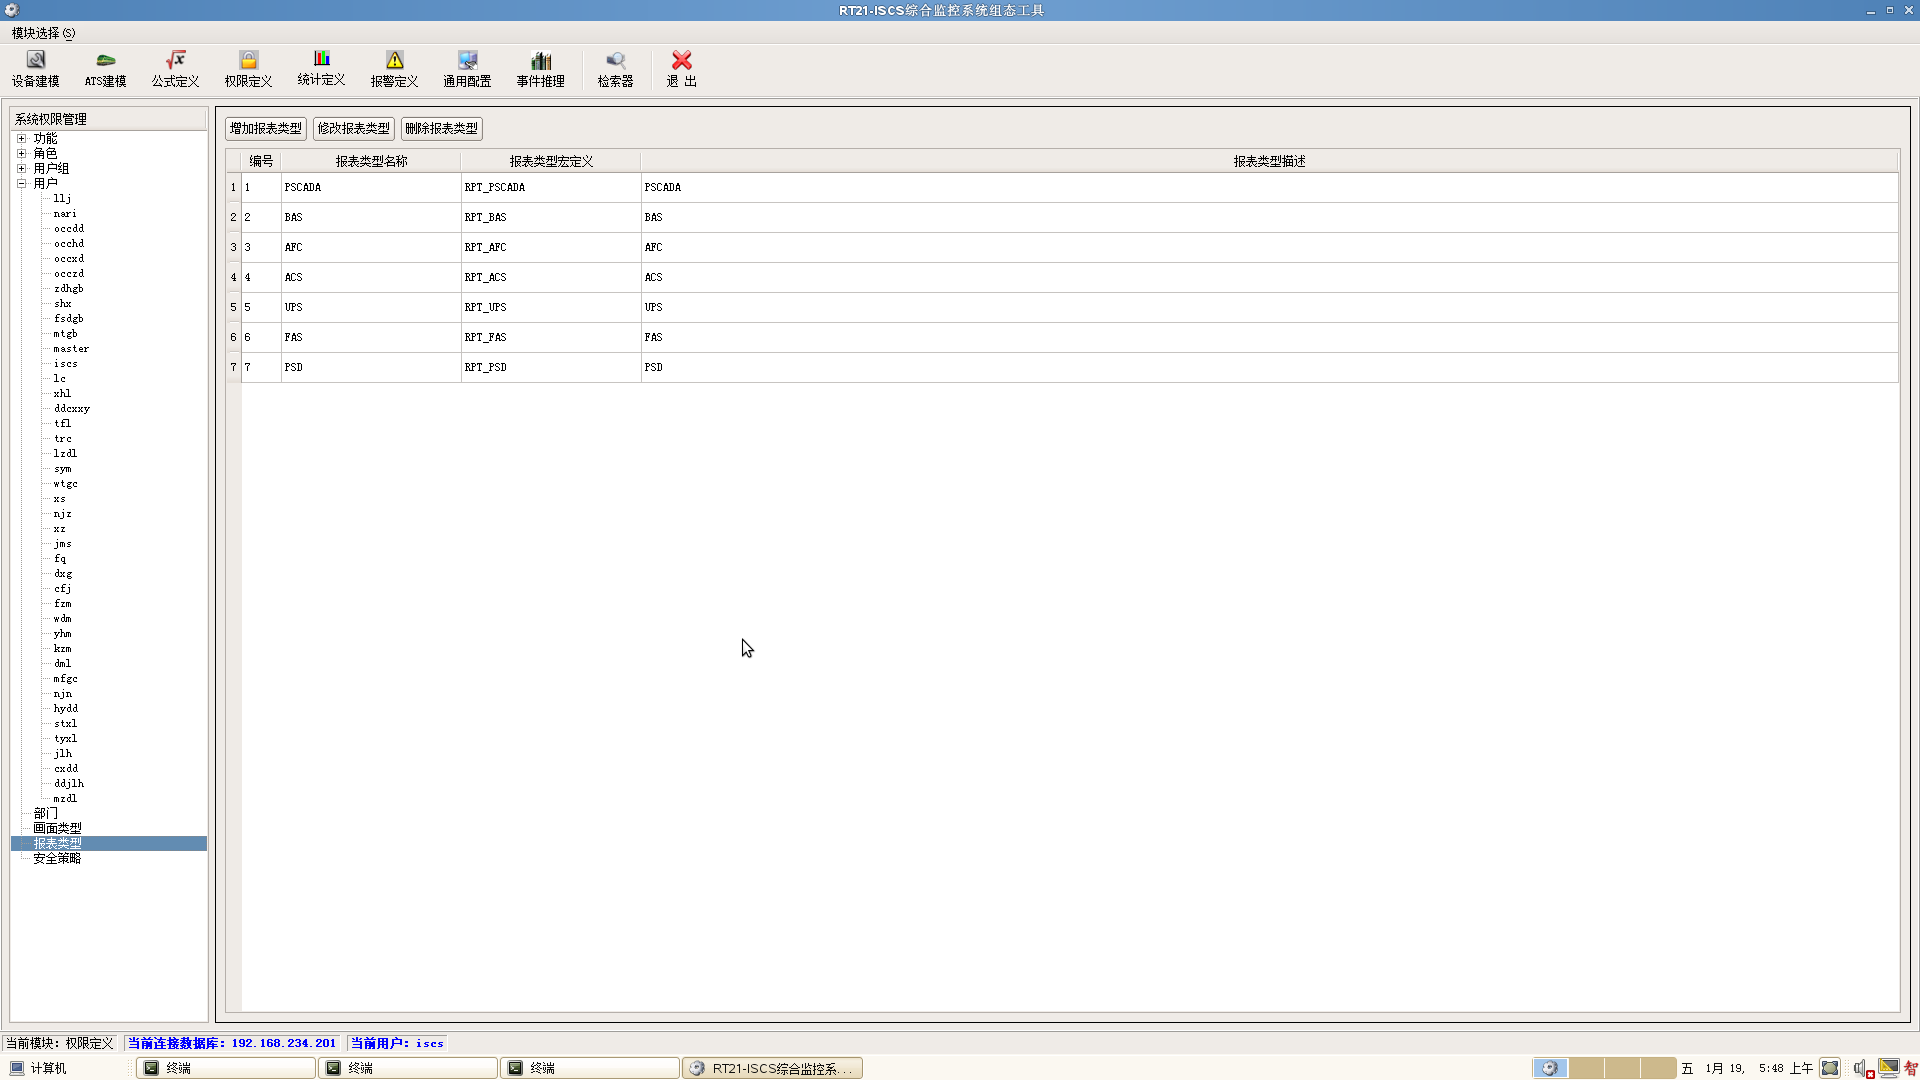 RT21-ISCS综合监控系统组态工具
模块选择 (S)
设备建模 ATS建模 公式定义 权限定义 统计定义 报警定义 通用配置 事件推理 检索器 退 出
系统权限管理
功能
角色
用户组
用户
llj
nari
occdd
occhd
occxd
occzd
zdhgb
shx
fsdgb
mtgb
master
iscs
lc
xhl
ddcxxy
tfl
trc
lzdl
sym
wtgc
xs
njz
xz
jms
fq
dxg
cfj
fzm
wdm
yhm
kzm
dml
mfgc
njn
hydd
stxl
tyxl
jlh
cxdd
ddjlh
mzdl
部门
画面类型
报表类型
安全策略
增加报表类型 修改报表类型 删除报表类型
编号 报表类型名称 报表类型宏定义 报表类型描述
1 1 PSCADA RPT_PSCADA PSCADA
2 2 BAS RPT_BAS BAS
3 3 AFC RPT_AFC AFC
4 4 ACS RPT_ACS ACS
5 5 UPS RPT_UPS UPS
6 6 FAS RPT_FAS FAS
7 7 PSD RPT_PSD PSD
当前模块: 权限定义 当前连接数据库: 192.168.234.201 当前用户: iscs
计算机 终端 终端 终端 RT21-ISCS综合监控系... 五 1月 19, 5:48 上午 智